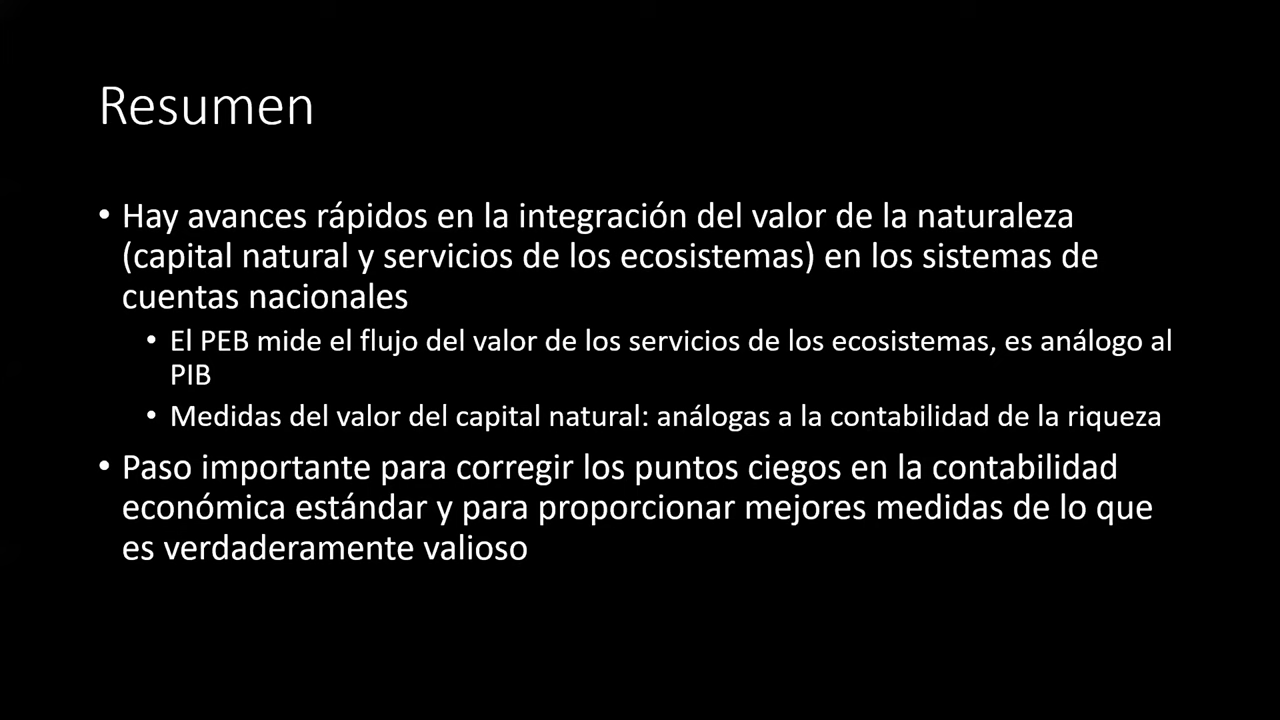 Resumen
• Hay avances rápidos en la integración del valor de la naturaleza
(capital natural y servicios de los ecosistemas) en los sistemas de
cuentas nacionales
• El PEB mide el flujo del valor de los servicios de los ecosistemas, es análogo al
PIB
• Medidas del valor del capital natural: análogas a la contabilidad de la riqueza
• Paso importante para corregir los puntos ciegos en la contabilidad
económica estándar y para proporcionar mejores medidas de lo que
es verdaderamente valioso